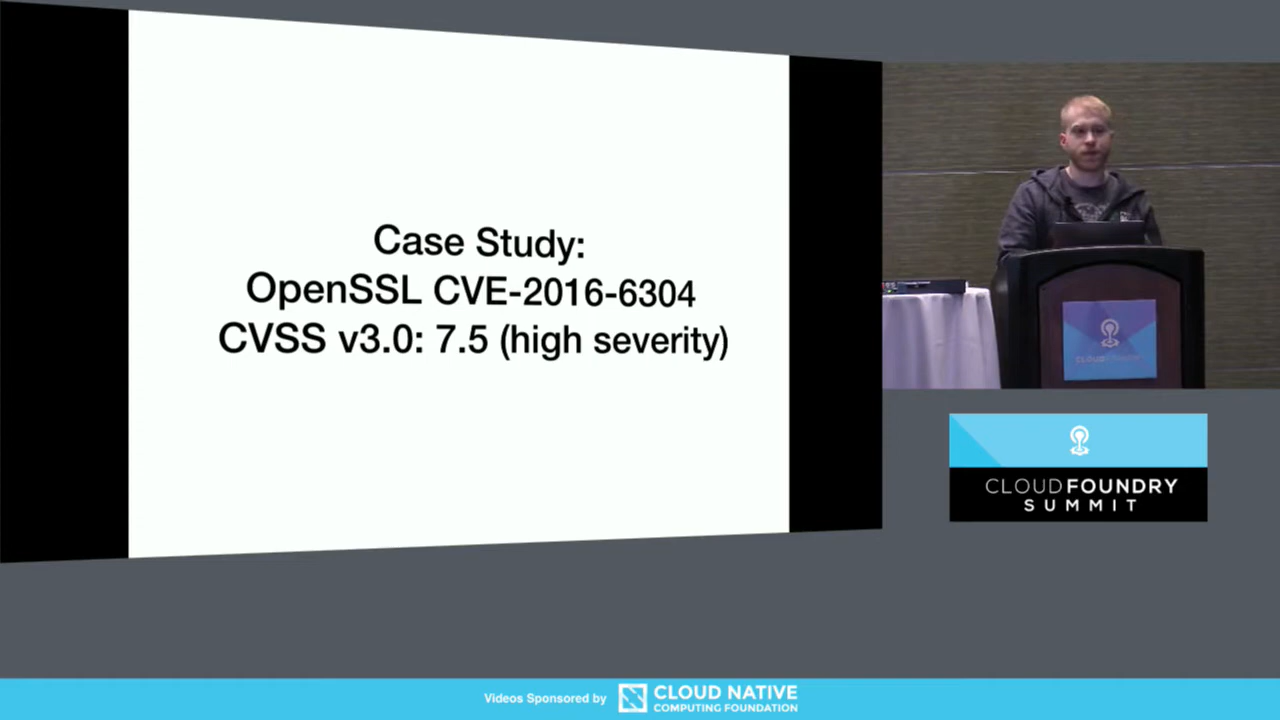 Case Study:
OpenSSL CVE-2016-6304
CVSS v3.0: 7.5 (high severity)
CLOUD FOUNDRY
CLOUDFOUNDRY
SUMMIT
Videos Sponsored by
CLOUD NATIVE
COMPUTING FOUNDATION